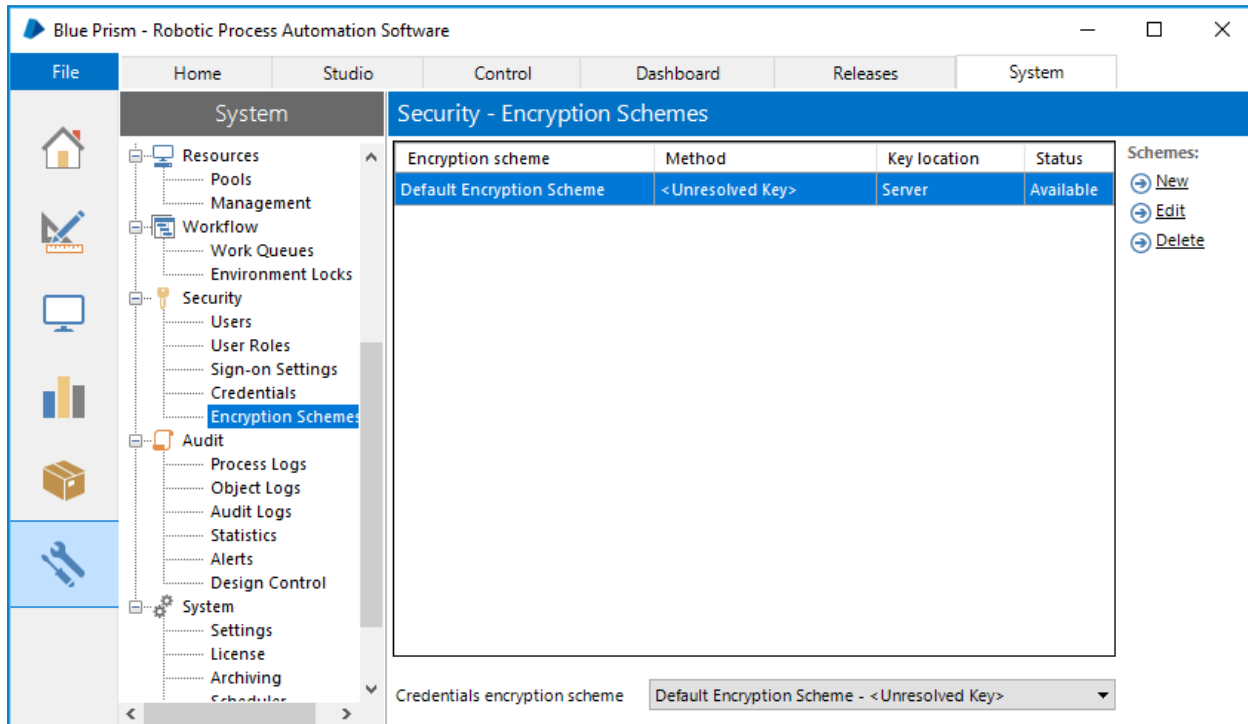 Blue Prism - Robotic Process Automation Software
File Home Studio Control Dashboard Releases System
System
Resources
Pools
Management
Workflow
Work Queues
Environment Locks
Security
Users
User Roles
Sign-on Settings
Credentials
Encryption Schemes
Audit
Process Logs
Object Logs
Audit Logs
Statistics
Alerts
Design Control
System
Settings
License
Archiving
Scheduler
Security - Encryption Schemes
Encryption scheme Method Key location Status
Default Encryption Scheme <Unresolved Key> Server Available
Schemes:
New
Edit
Delete
Credentials encryption scheme Default Encryption Scheme - <Unresolved Key>